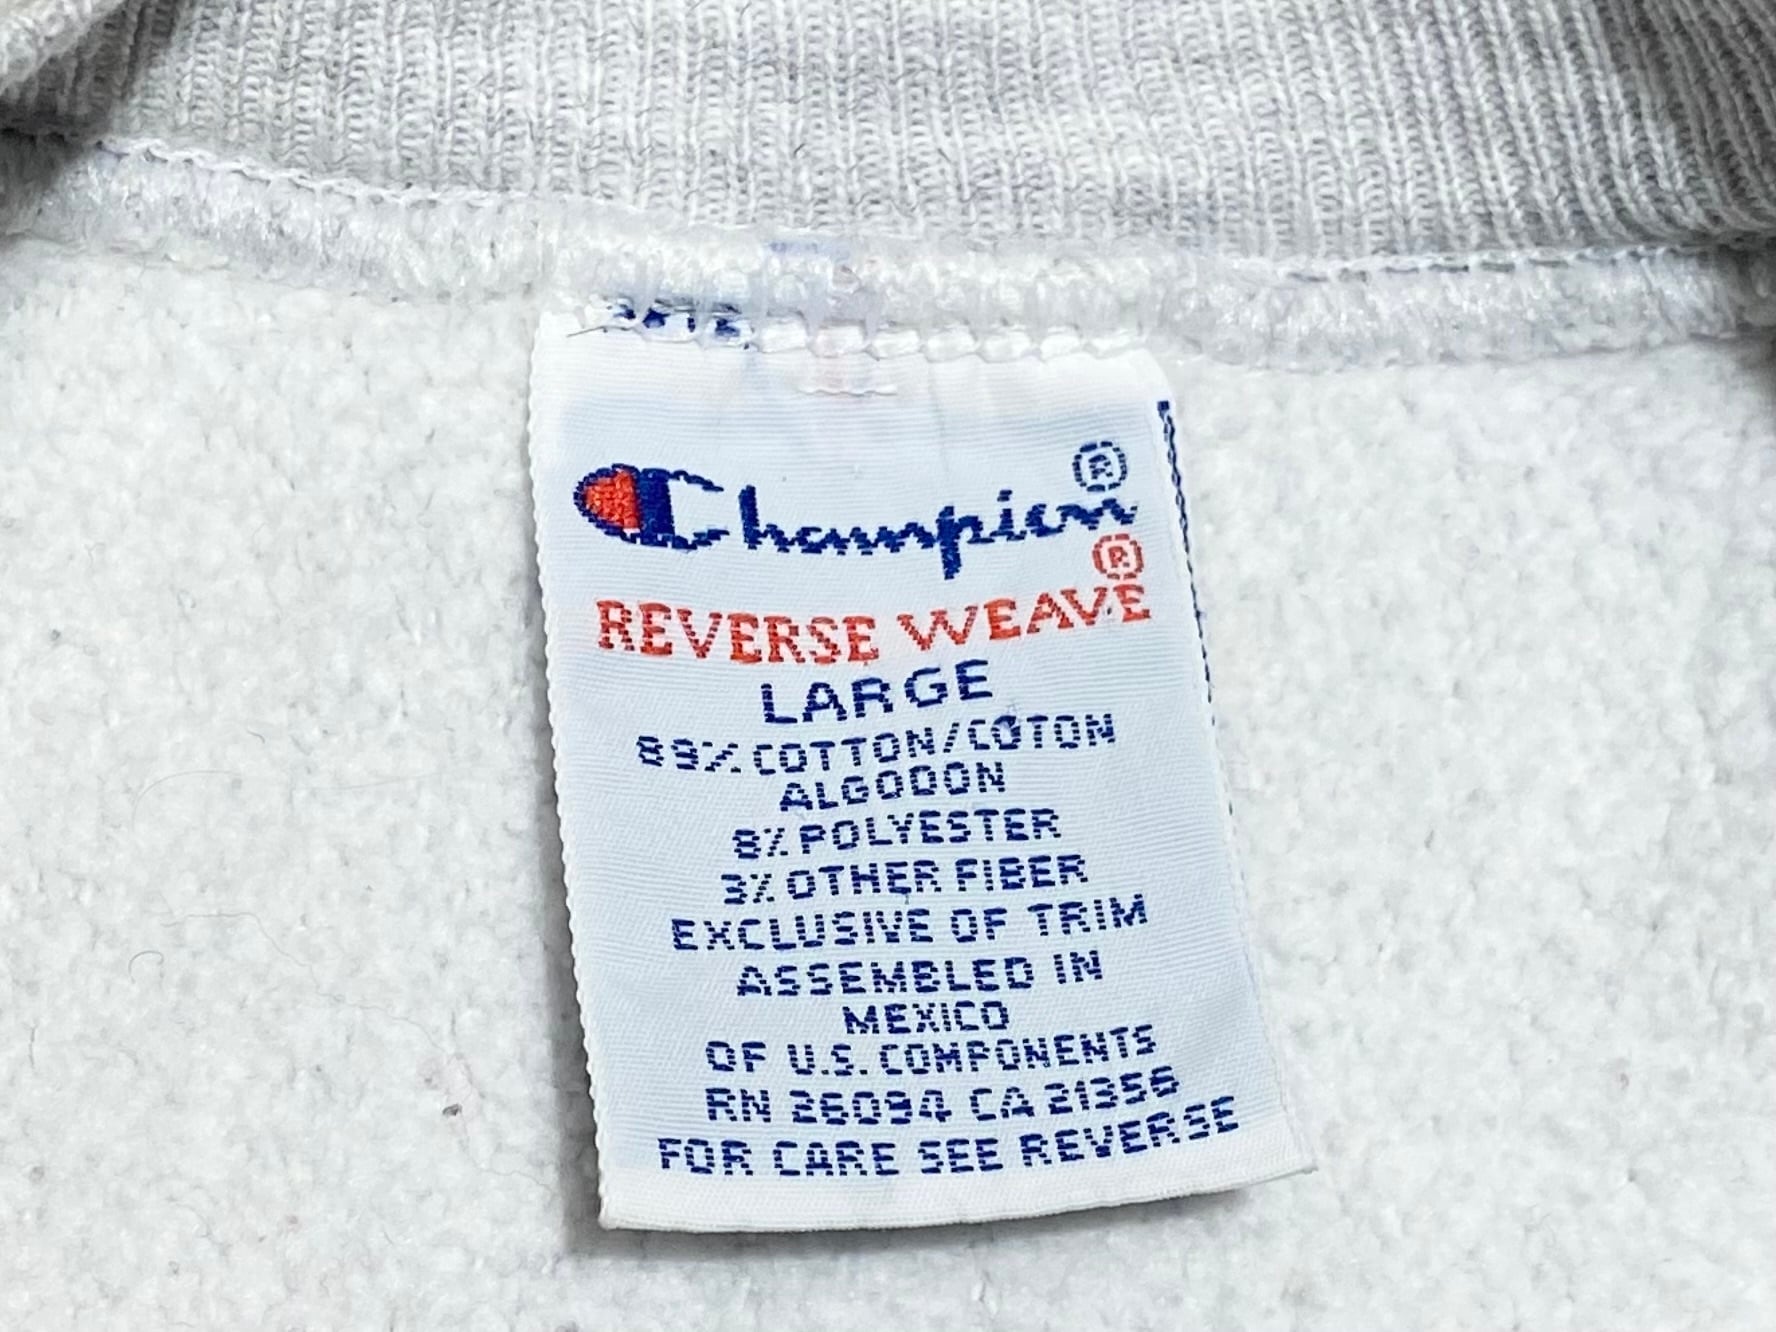 Champion®
REVERSE WEAVE®
LARGE
89% COTTON/COTON
ALGODON
8% POLYESTER
3% OTHER FIBER
EXCLUSIVE OF TRIM
ASSEMBLED IN
MEXICO
OF U.S. COMPONENTS
RN 26094 CA 21356
FOR CARE SEE REVERSE